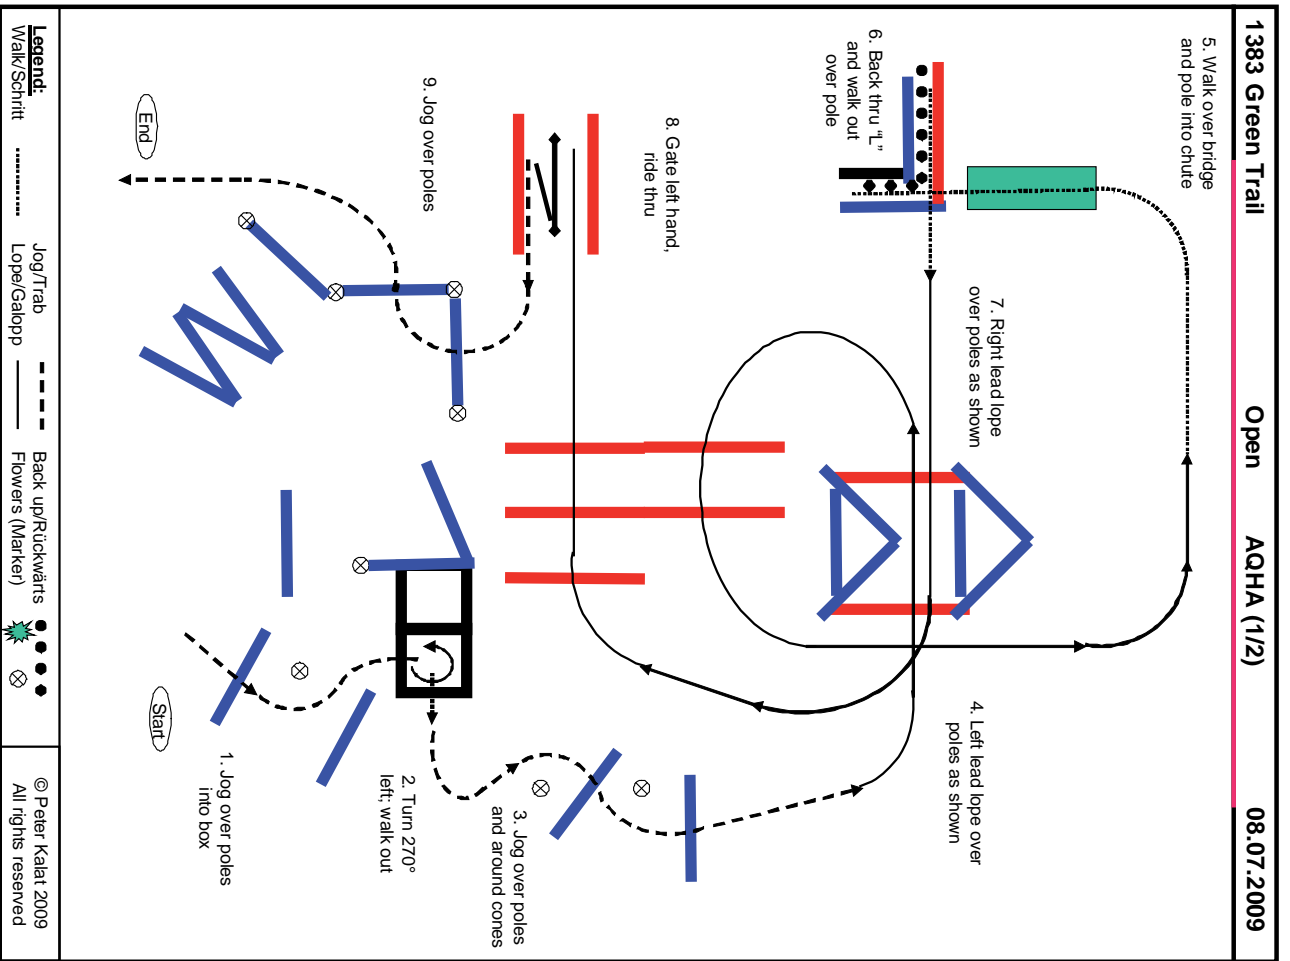 1383 Green Trail Open AQHA (1/2) 08.07.2009
5. Walk over bridge
and pole into chute
6. Back thru "L"
and walk out
over pole
7. Right lead lope
over poles as shown
4. Left lead lope over
poles as shown
8. Gate left hand,
ride thru
9. Jog over poles
3. Jog over poles
and around cones
2. Turn 270°
left; walk out
1. Jog over poles
into box
End
Start
Legend:
Walk/Schritt
Jog/Trab
Lope/Galopp
Back up/Rückwärts
Flowers (Marker)
© Peter Kalat 2009
All rights reserved